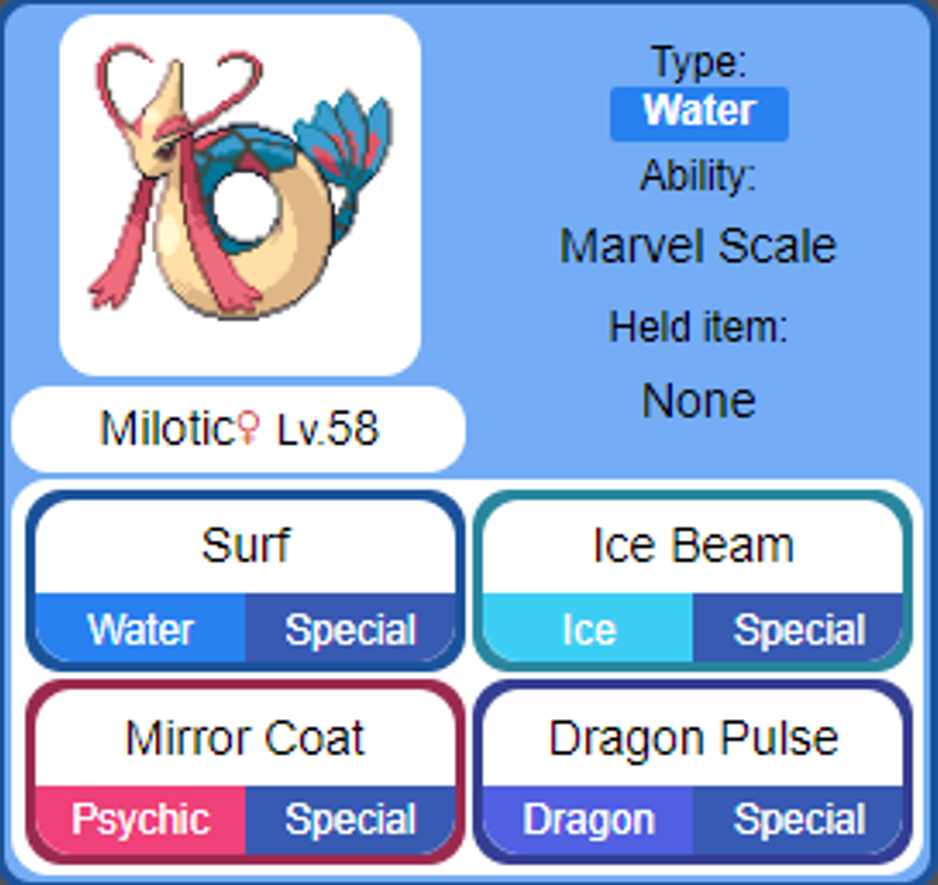 Type:
Water
Ability:
Marvel Scale
Held item:
None
Milotic♀ Lv.58
Surf
Water Special
Ice Beam
Ice Special
Mirror Coat
Psychic Special
Dragon Pulse
Dragon Special